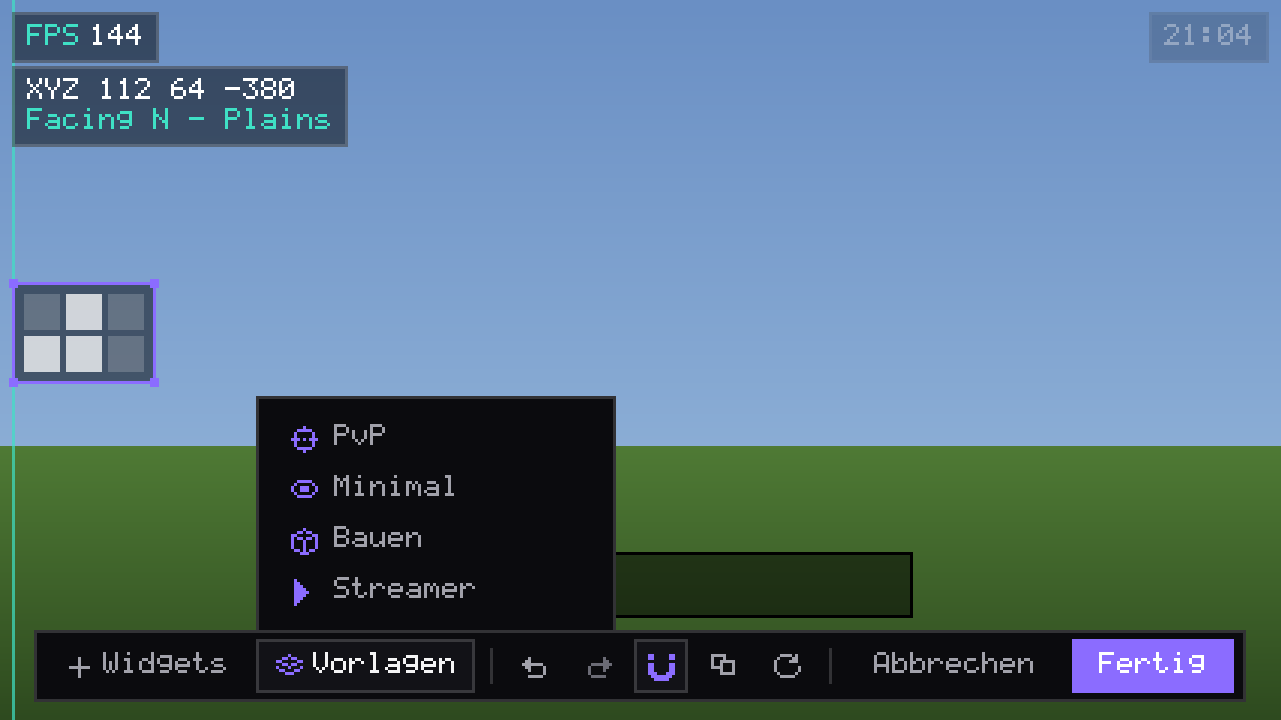 FPS 144
21:04
XYZ 112 64 -380
Facing N - Plains
PvP
Minimal
Bauen
Streamer
Widgets Vorlagen Abbrechen Fertig